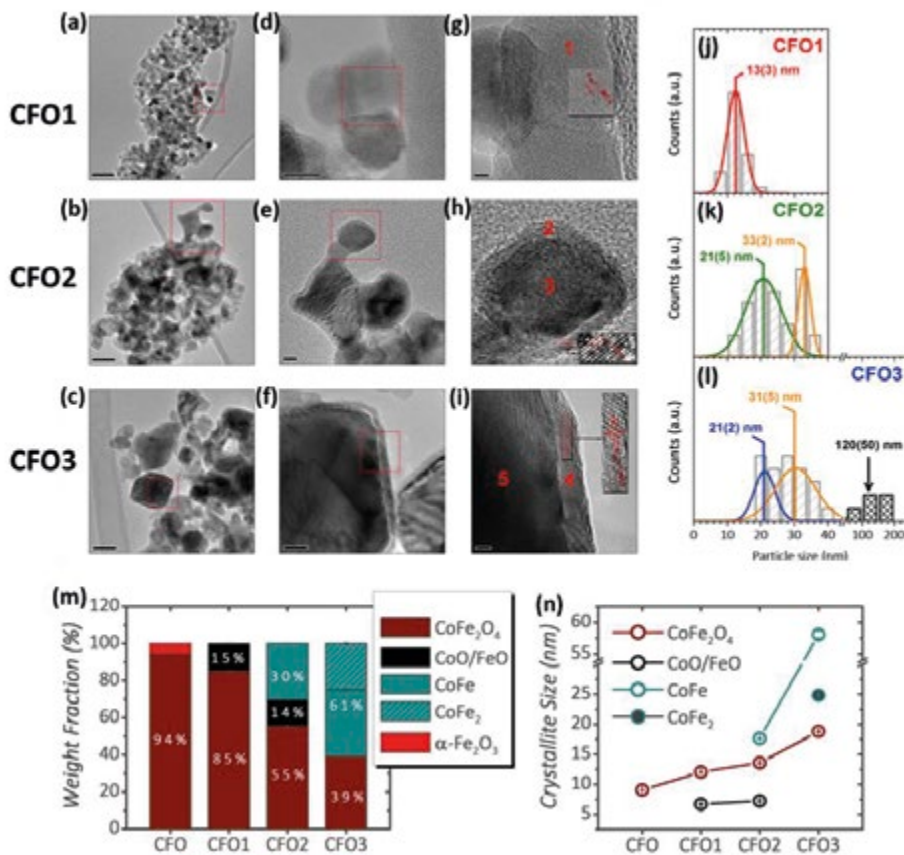 (a) (d) (g) (j) CFO1
CFO1
1
13(3) nm
Counts (a.u.)
(b) (e) (h) (k) CFO2
CFO2
2
3
33(2) nm
21(5) nm
Counts (a.u.)
(c) (f) (i) (l) CFO3
CFO3
5
4
31(5) nm
21(2) nm
120(50) nm
Counts (a.u.)
0 10 20 30 40 100 200
Particle size (nm)
(m)
Weight Fraction (%)
120
100
80
60
40
20
0
94%
15%
85%
30%
14%
55%
61%
39%
CFO CFO1 CFO2 CFO3
CoFe₂O₄
CoO/FeO
CoFe
CoFe₂
α-Fe₂O₃
(n)
Crystallite Size (nm)
60
55
25
20
15
10
5
CoFe₂O₄
CoO/FeO
CoFe
CoFe₂
CFO CFO1 CFO2 CFO3